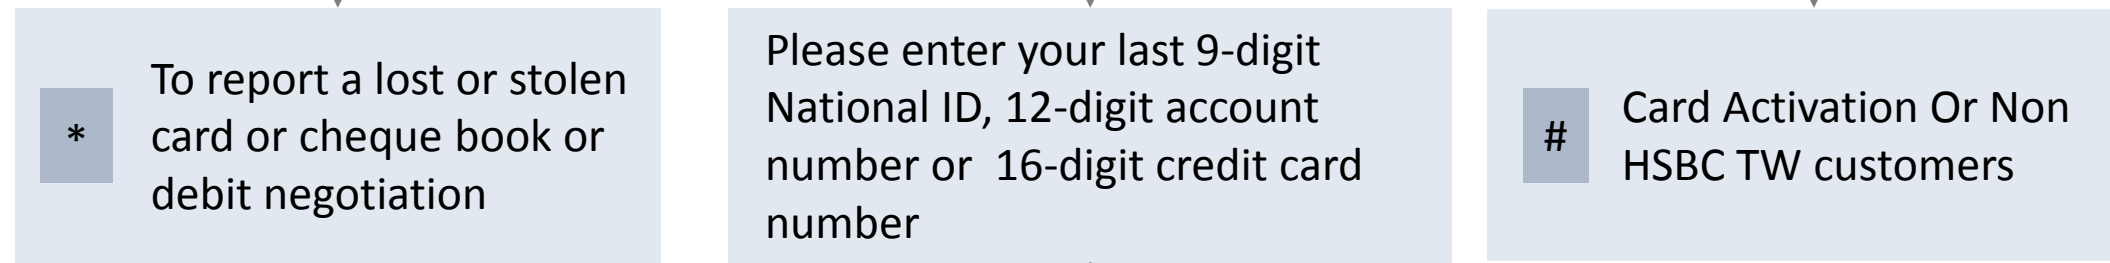 *
To report a lost or stolen
card or cheque book or
debit negotiation
Please enter your last 9-digit
National ID, 12-digit account
number or  16-digit credit card
number
#
Card Activation Or Non
HSBC TW customers